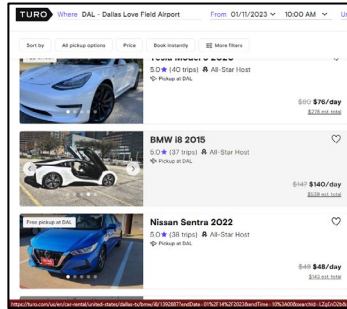 TURO Where DAL - Dallas Love Field Airport From 01/11/2023 10:00 AM
Sort by All pickup options Price Book instantly More filters
5.0 (40 trips) All-Star Host
Pickup at DAL
$80 $76/day
$278 est. total
BMW i8 2015
5.0 (37 trips) All-Star Host
Pickup at DAL
$147 $140/day
$539 est. total
Free pickup at DAL
Nissan Sentra 2022
5.0 (38 trips) All-Star Host
Pickup at DAL
$48/day
$143 est. total